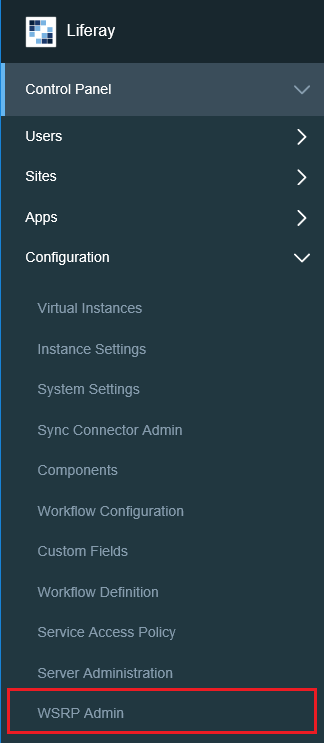 Liferay
Control Panel
Users
Sites
Apps
Configuration
Virtual Instances
Instance Settings
System Settings
Sync Connector Admin
Components
Workflow Configuration
Custom Fields
Workflow Definition
Service Access Policy
Server Administration
WSRP Admin